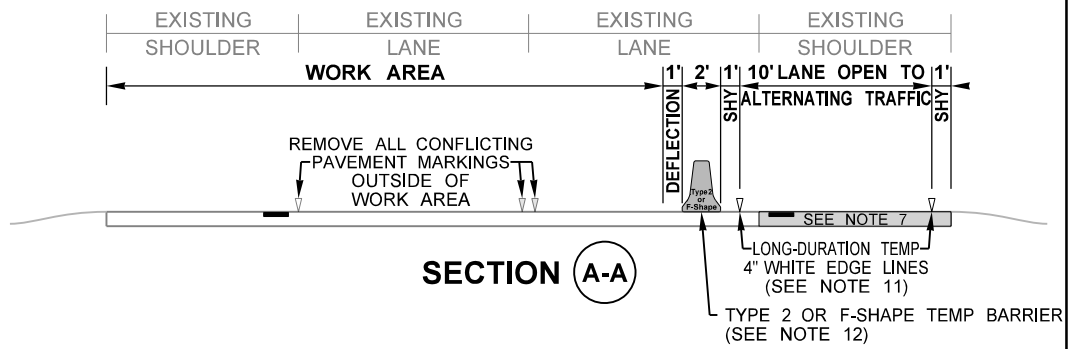 EXISTING EXISTING EXISTING EXISTING
SHOULDER LANE LANE SHOULDER
WORK AREA 1' 2' 1' 10' LANE OPEN TO 1'
ALTERNATING TRAFFIC
DEFLECTION
SHY
SHY
REMOVE ALL CONFLICTING
PAVEMENT MARKINGS
OUTSIDE OF
WORK AREA
Type 2
or
F-Shape
SEE NOTE 7
LONG-DURATION TEMP
4" WHITE EDGE LINES
(SEE NOTE 11)
SECTION A-A
TYPE 2 OR F-SHAPE TEMP BARRIER
(SEE NOTE 12)